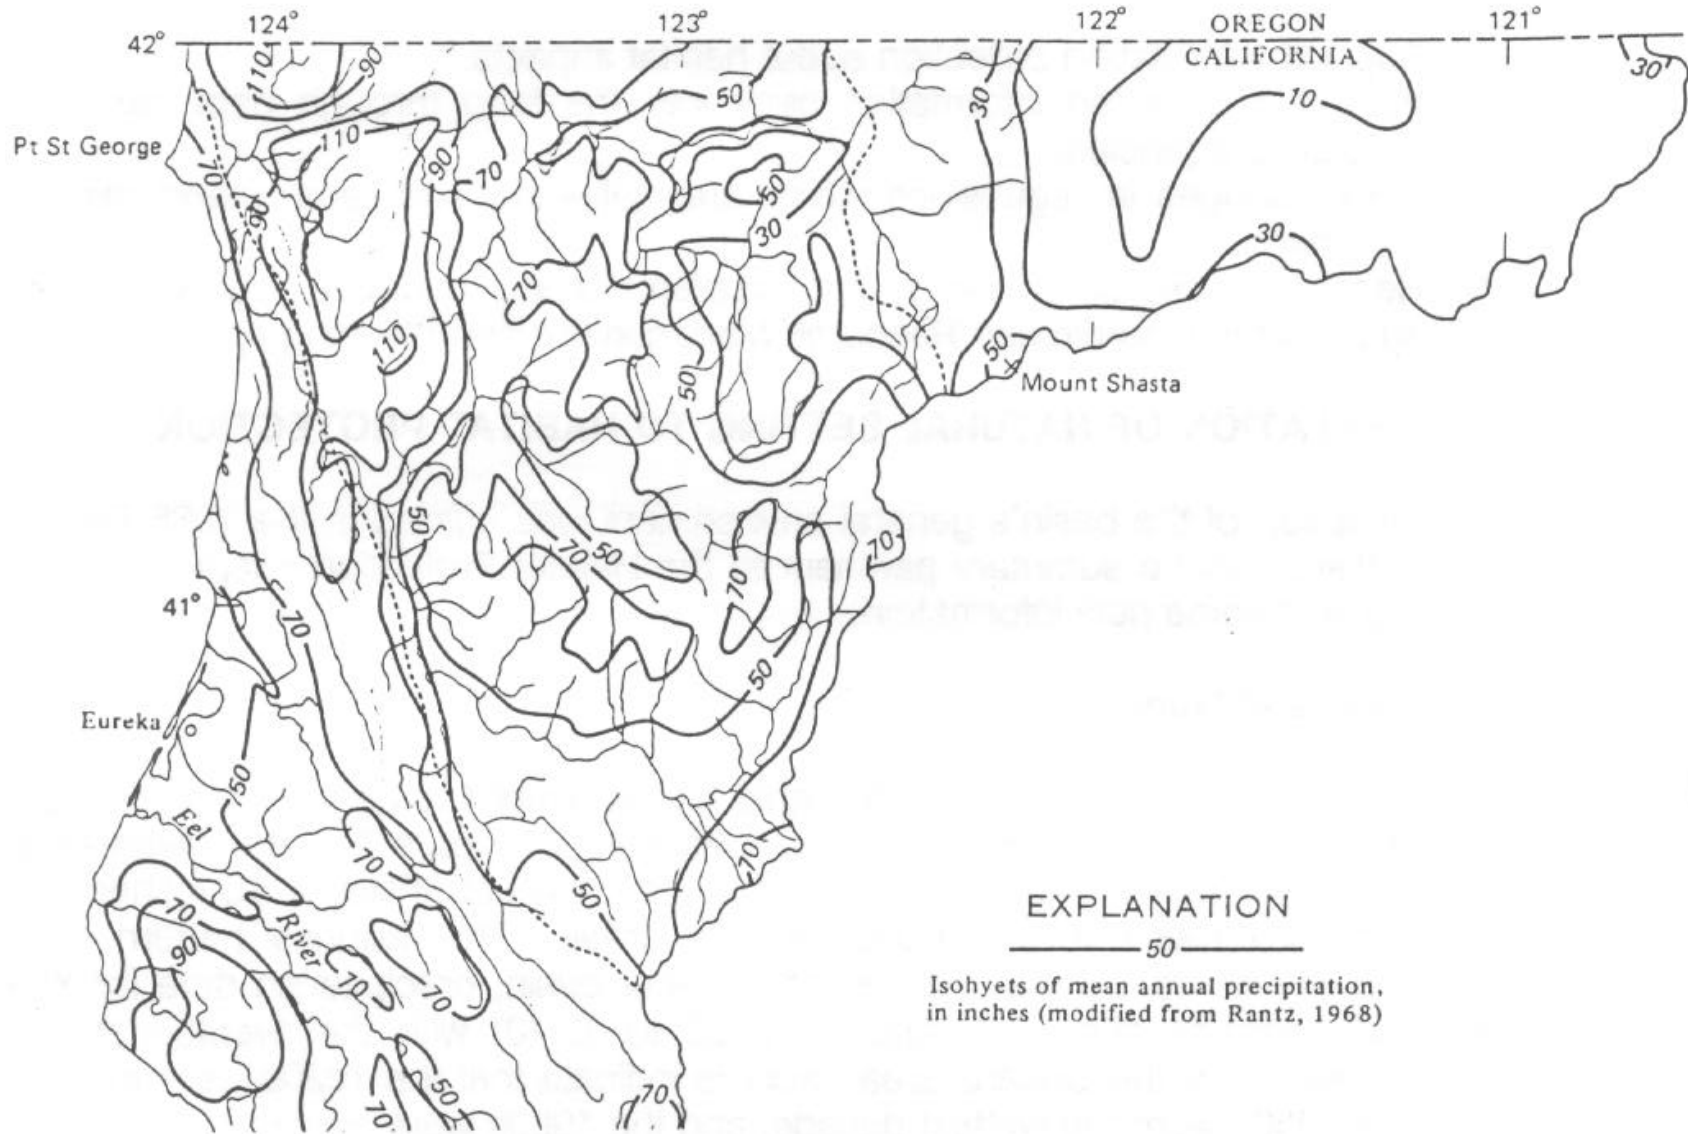 124° 123° 122° OREGON 121°
42° CALIFORNIA
110 90 50 30 10 30
Pt St George
110
70 90 70 50
90 30 30
70
110 50
Mount Shasta
50
50 70 50 70
70
41°
70
50
Eureka
50
Eel
70 70
50
70 River
90
70 70
50
70 70
EXPLANATION
50
Isohyets of mean annual precipitation,
in inches (modified from Rantz, 1968)